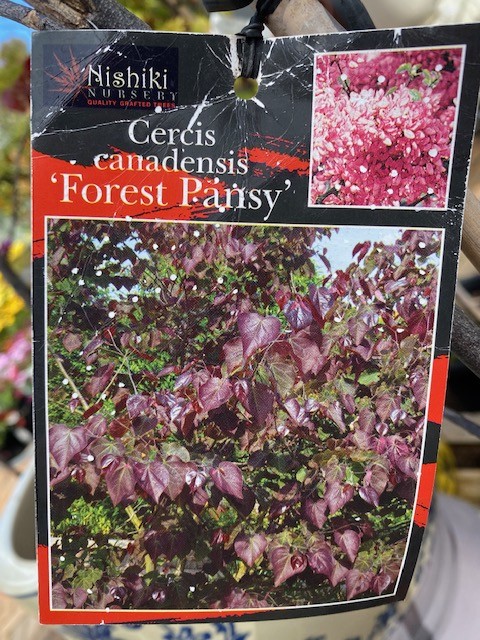 Nishiki
NURSERY
QUALITY GRAFTED TREES
Cercis
canadensis
'Forest Pansy'